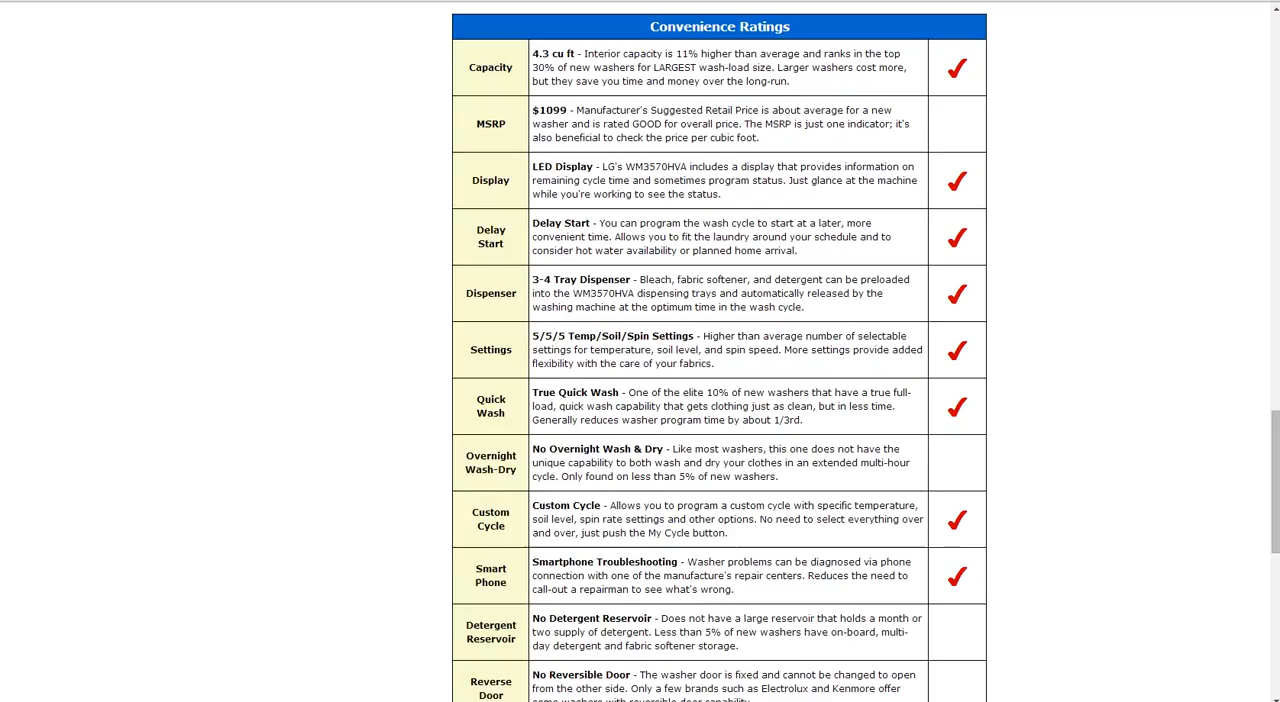 Convenience Ratings
Capacity
4.3 cu ft - Interior capacity is 11% higher than average and ranks in the top
30% of new washers for LARGEST wash-load size. Larger washers cost more,
but they save you time and money over the long-run.
MSRP
$1099 - Manufacturer's Suggested Retail Price is about average for a new
washer and is rated GOOD for overall price. The MSRP is just one indicator; it's
also beneficial to check the price per cubic foot.
Display
LED Display - LG's WM3570HVA includes a display that provides information on
remaining cycle time and sometimes program status. Just glance at the machine
while you're working to see the status.
Delay
Start
Delay Start - You can program the wash cycle to start at a later, more
convenient time. Allows you to fit the laundry around your schedule and to
consider hot water availability or planned home arrival.
Dispenser
3-4 Tray Dispenser - Bleach, fabric softener, and detergent can be preloaded
into the WM3570HVA dispensing trays and automatically released by the
washing machine at the optimum time in the wash cycle.
Settings
5/5/5 Temp/Soil/Spin Settings - Higher than average number of selectable
settings for temperature, soil level, and spin speed. More settings provide added
flexibility with the care of your fabrics.
Quick
Wash
True Quick Wash - One of the elite 10% of new washers that have a true full-
load, quick wash capability that gets clothing just as clean, but in less time.
Generally reduces washer program time by about 1/3rd.
Overnight
Wash-Dry
No Overnight Wash & Dry - Like most washers, this one does not have the
unique capability to both wash and dry your clothes in an extended multi-hour
cycle. Only found on less than 5% of new washers.
Custom
Cycle
Custom Cycle - Allows you to program a custom cycle with specific temperature,
soil level, spin rate settings and other options. No need to select everything over
and over, just push the My Cycle button.
Smart
Phone
Smartphone Troubleshooting - Washer problems can be diagnosed via phone
connection with one of the manufacture's repair centers. Reduces the need to
call-out a repairman to see what's wrong.
Detergent
Reservoir
No Detergent Reservoir - Does not have a large reservoir that holds a month or
two supply of detergent. Less than 5% of new washers have on-board, multi-
day detergent and fabric softener storage.
Reverse
Door
No Reversible Door - The washer door is fixed and cannot be changed to open
from the other side. Only a few brands such as Electrolux and Kenmore offer
some washers with reversible door capability.